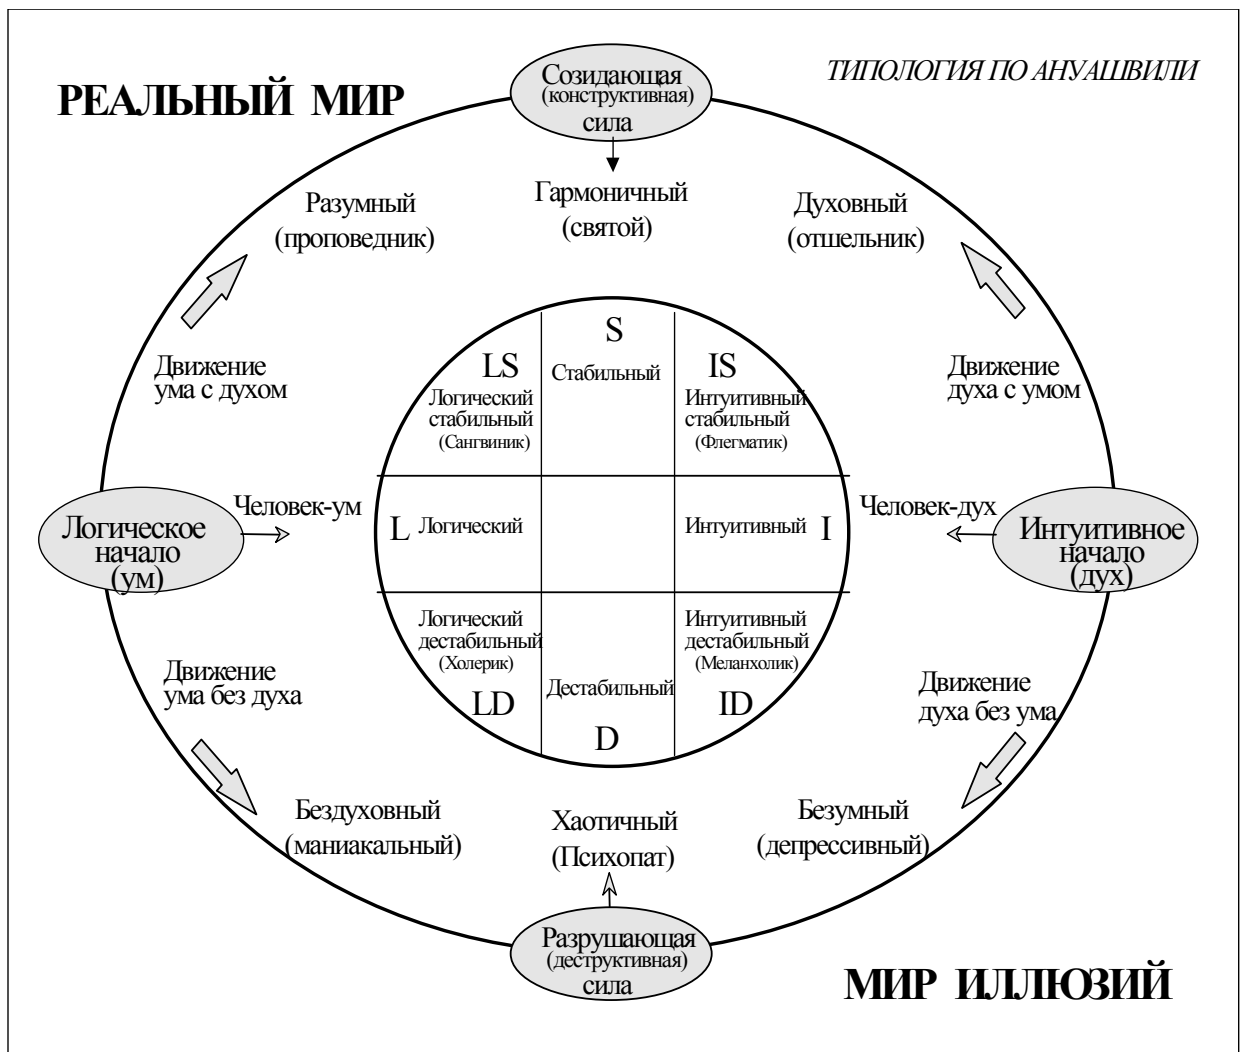 ТИПОЛОГИЯ ПО АНУАШВИЛИ
РЕАЛЬНЫЙ МИР
Созидающая
(конструктивная)
сила
Разумный
(проповедник)
Гармоничный
(святой)
Духовный
(отшельник)
Движение
ума с духом
Движение
духа с умом
S
Стабильный
LS
Логический
стабильный
(Сангвиник)
IS
Интуитивный
стабильный
(Флегматик)
Логическое
начало
(ум)
Человек-ум
L Логический
Интуитивный I
Человек-дух
Интуитивное
начало
(дух)
Логический
дестабильный
(Холерик)
LD
Дестабильный
D
Интуитивный
дестабильный
(Меланхолик)
ID
Движение
ума без духа
Движение
духа без ума
Бездуховный
(маниакальный)
Хаотичный
(Психопат)
Безумный
(депрессивный)
Разрушающая
(деструктивная)
сила
МИР ИЛЛЮЗИЙ